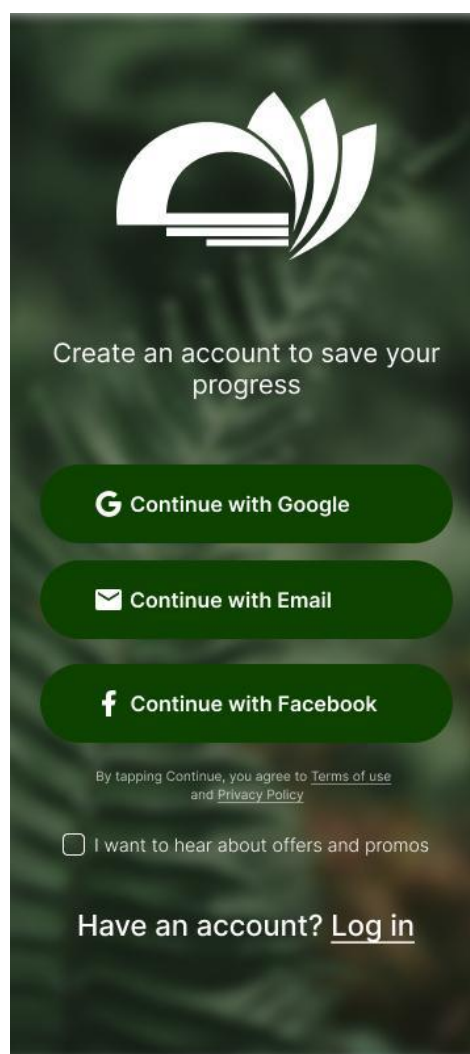 Create an account to save your
progress
Continue with Google
Continue with Email
Continue with Facebook
By tapping Continue, you agree to Terms of use
and Privacy Policy
I want to hear about offers and promos
Have an account? Log in